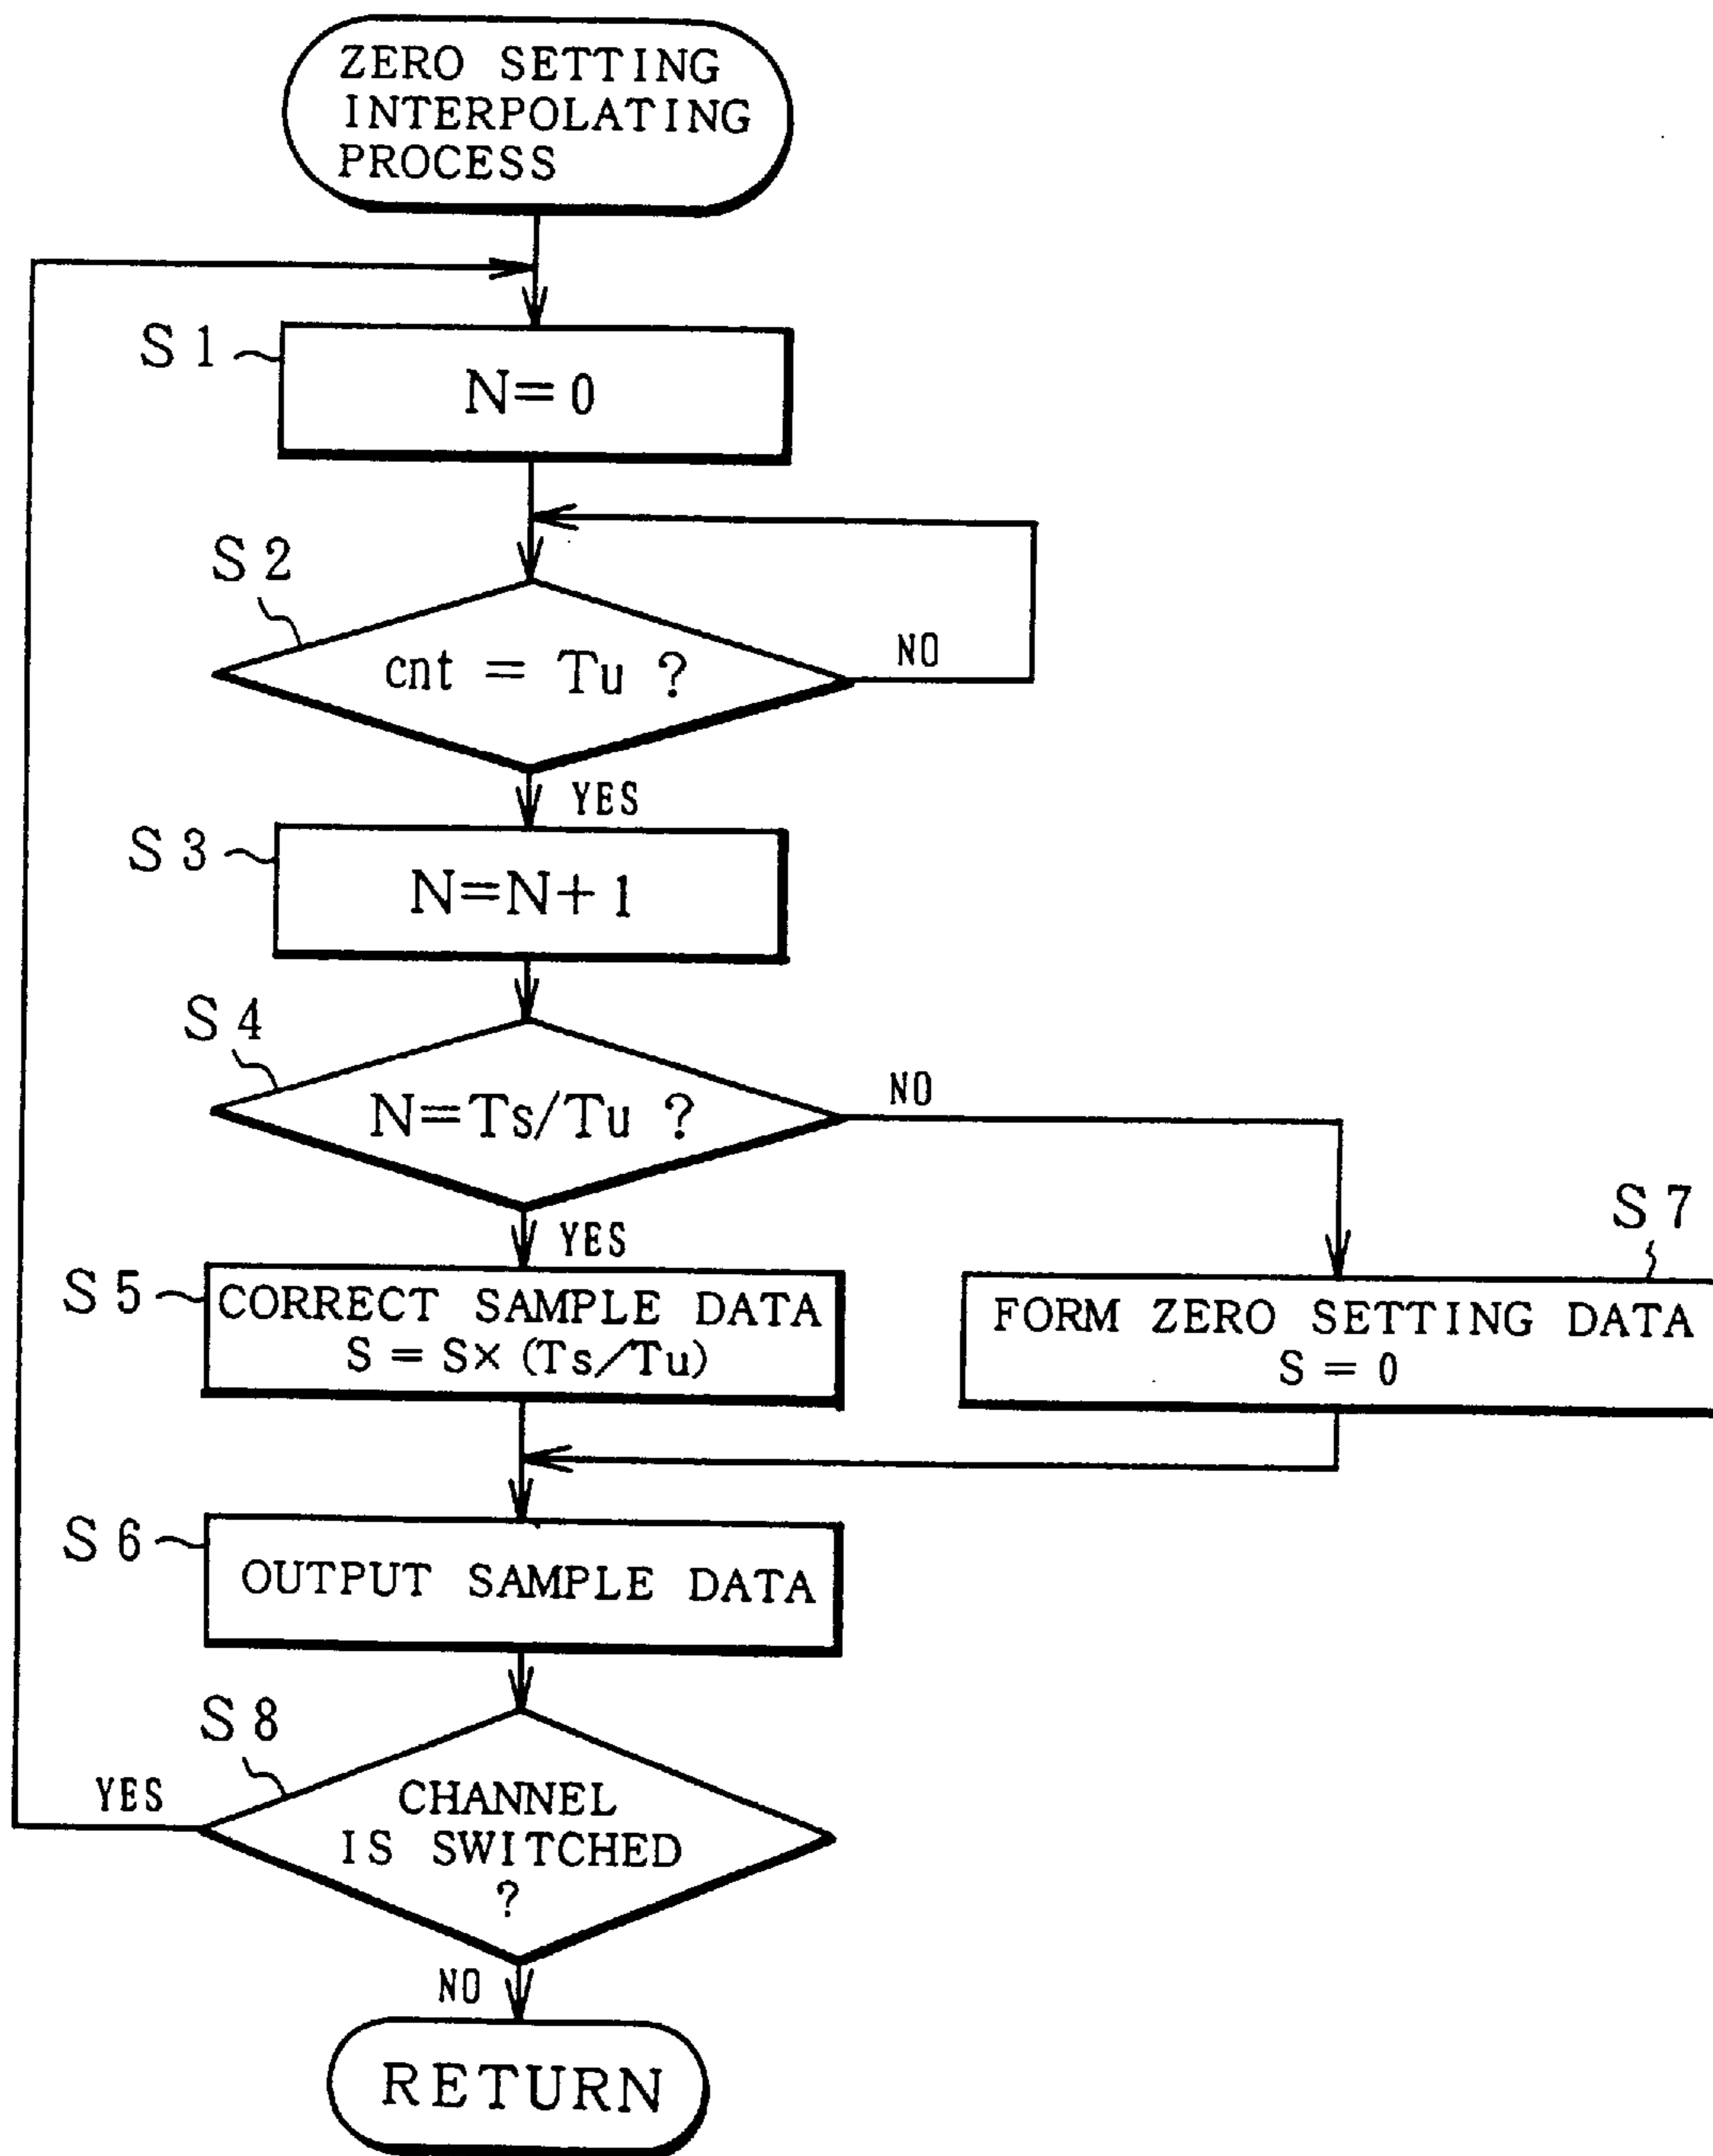 ZERO SETTING
INTERPOLATING
PROCESS
S1
N=0
S2
cnt = Tu ?
NO
YES
S3
N=N+1
S4
N=Ts/Tu ?
NO
YES
S5
CORRECT SAMPLE DATA
S = S× (Ts/Tu)
S7
FORM ZERO SETTING DATA
S = 0
S6
OUTPUT SAMPLE DATA
S8
YES
CHANNEL
IS SWITCHED
?
NO
RETURN